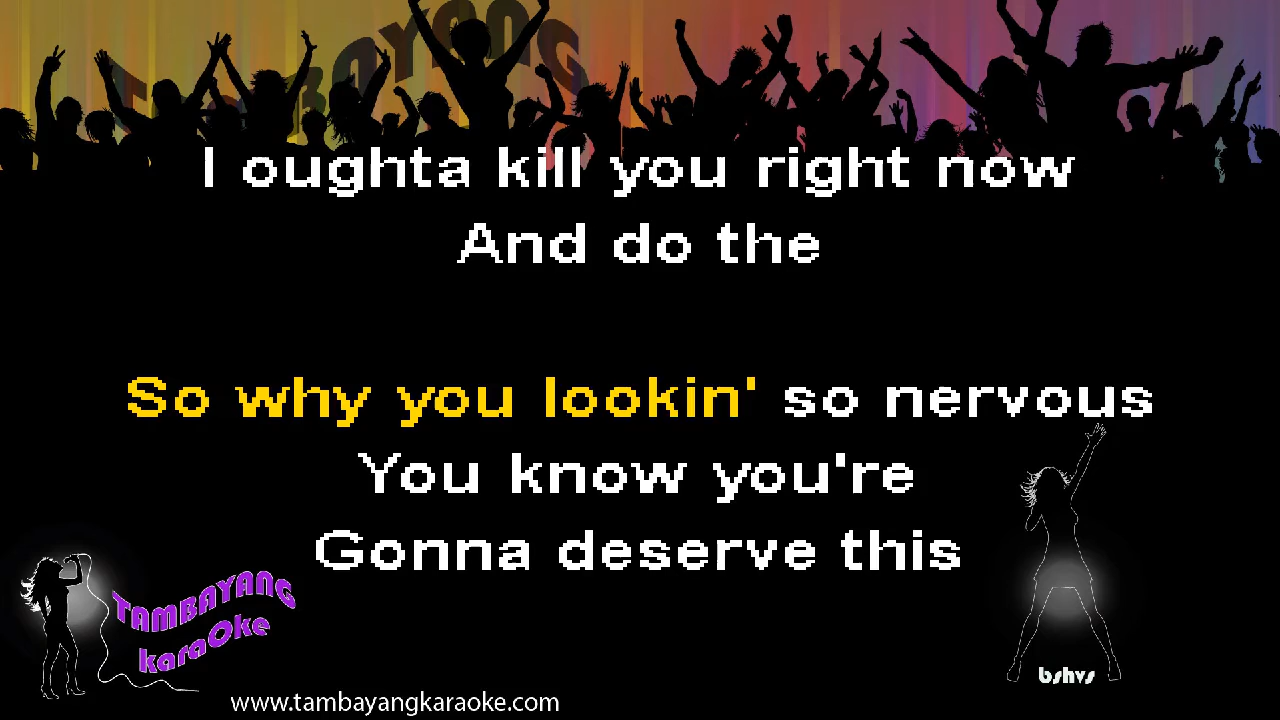 TAMBAYANG
I oughta kill you right now
And do the
So why you lookin' so nervous
You know you're
Gonna deserve this
TAMBAYANG
karaOke
bshvs
www.tambayangkaraoke.com